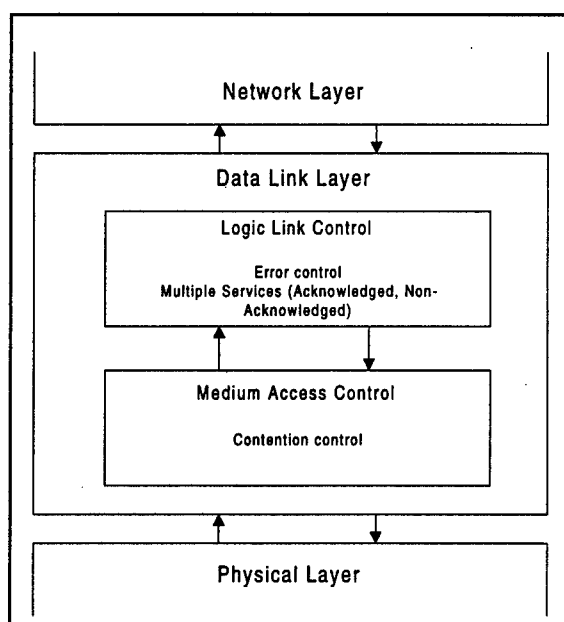 Network Layer
Data Link Layer
Logic Link Control
Error control
Multiple Services (Acknowledged, Non-
Acknowledged)
Medium Access Control
Contention control
Physical Layer